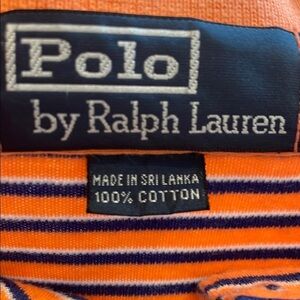 Polo
by Ralph Lauren
MADE IN SRI LANKA
100% COTTON